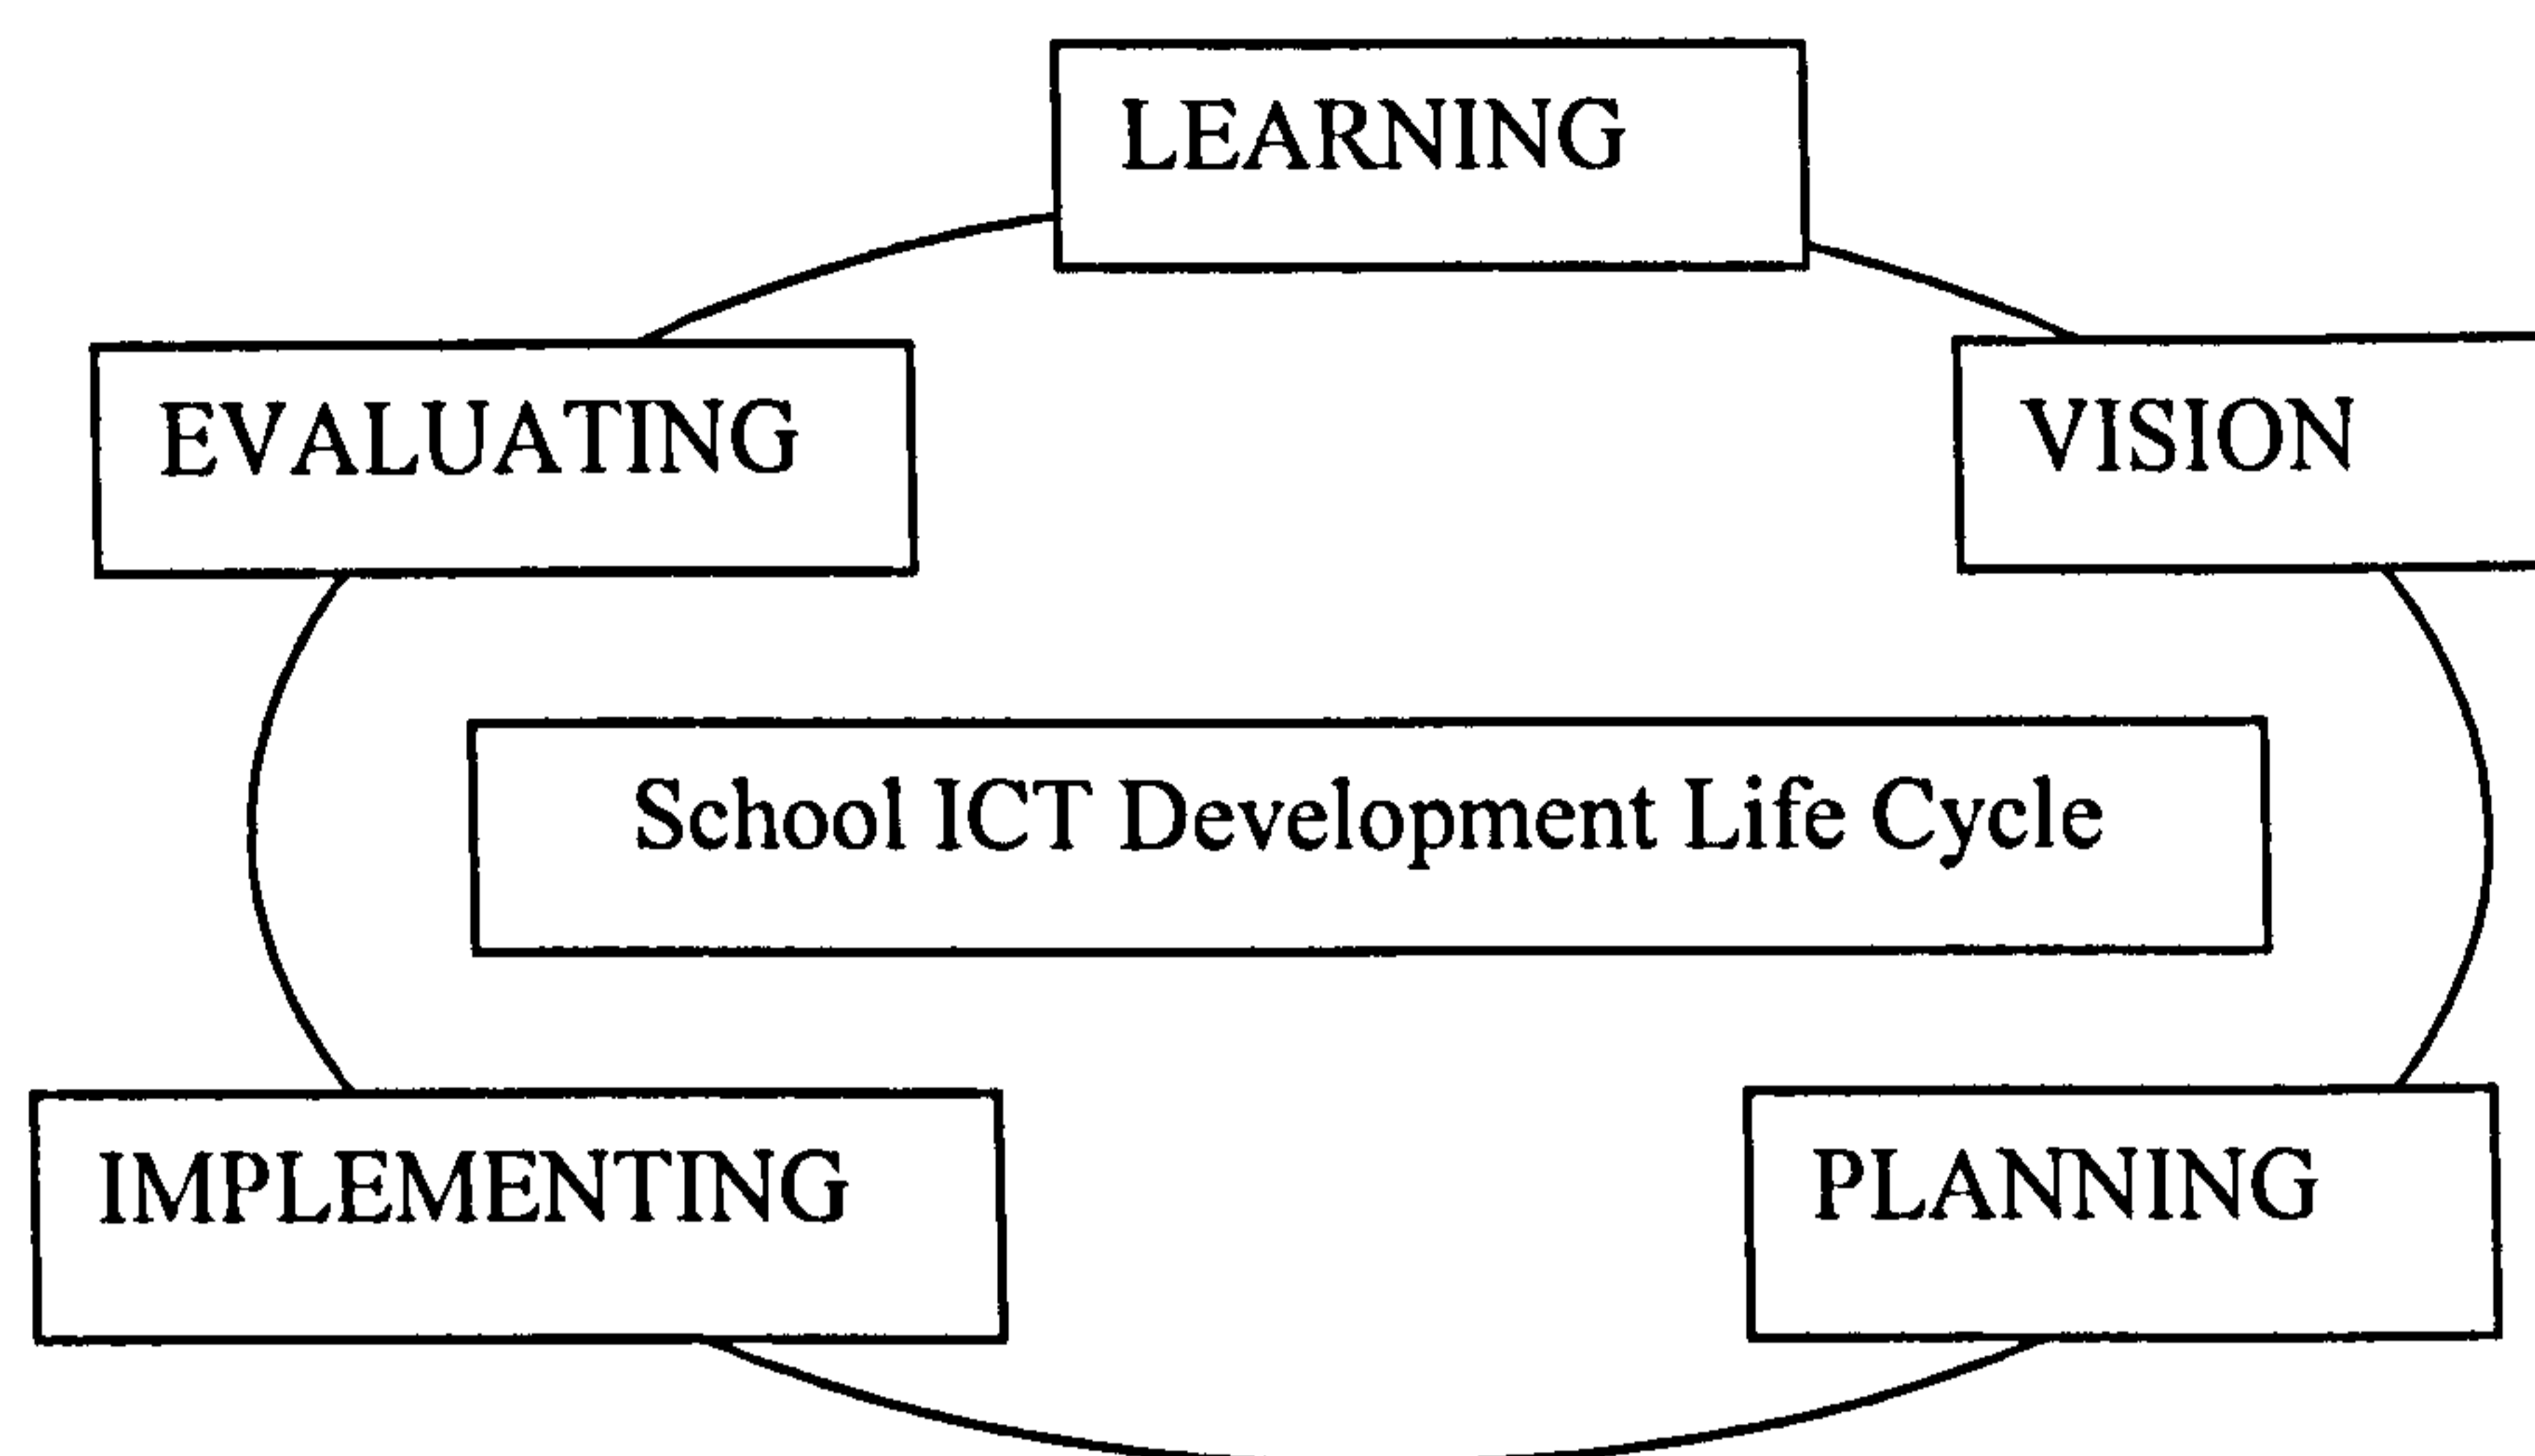 LEARNING
EVALUATING
VISION
School ICT Development Life Cycle
IMPLEMENTING
PLANNING